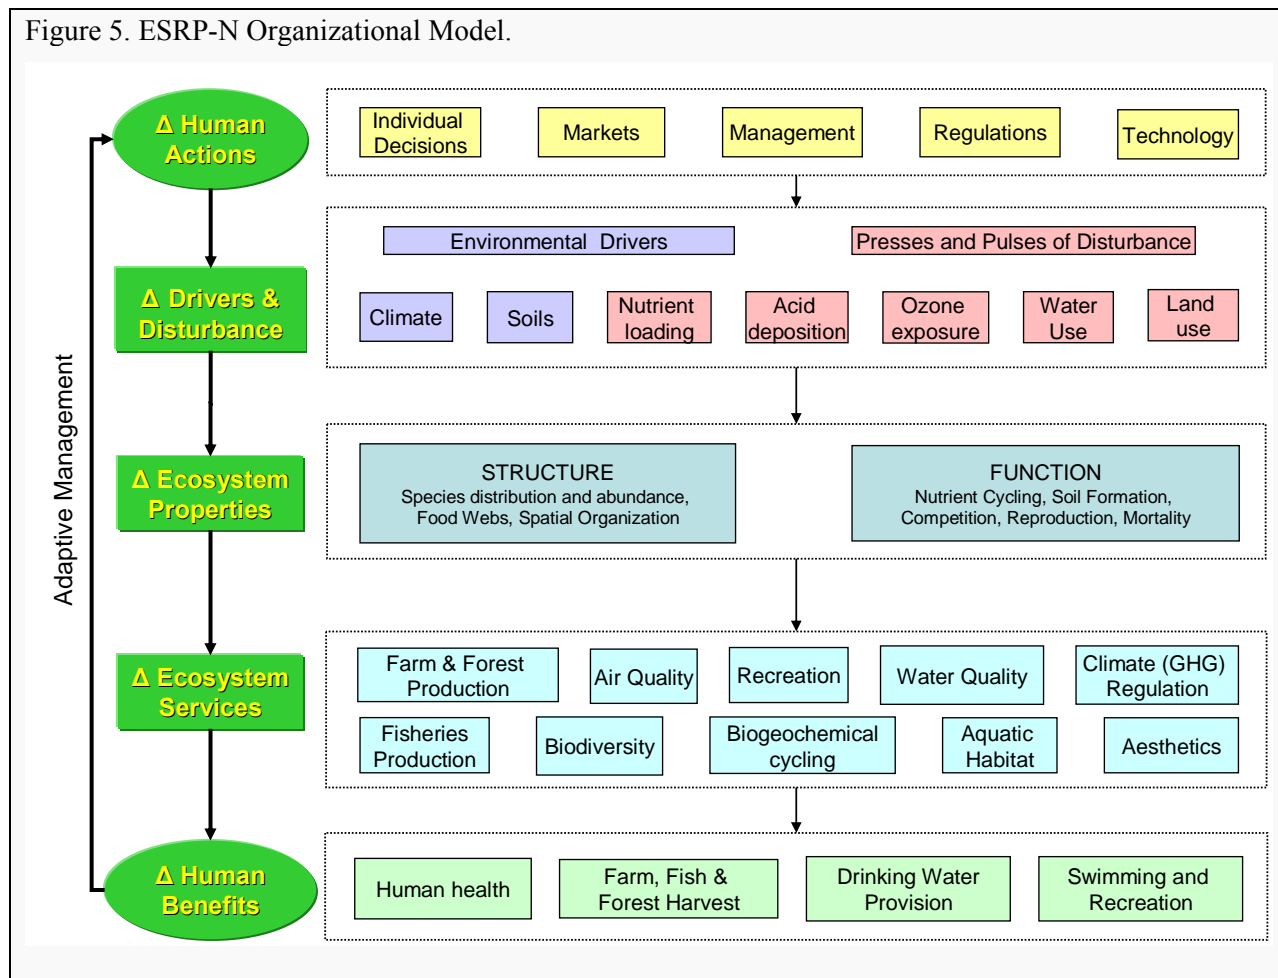 Figure 5. ESRP-N Organizational Model.
Δ Human
Actions
Individual
Decisions
Markets
Management
Regulations
Technology
Environmental Drivers
Presses and Pulses of Disturbance
Δ Drivers &
Disturbance
Climate
Soils
Nutrient
loading
Acid
deposition
Ozone
exposure
Water
Use
Land
use
Adaptive Management
Δ Ecosystem
Properties
STRUCTURE
Species distribution and abundance,
Food Webs, Spatial Organization
FUNCTION
Nutrient Cycling, Soil Formation,
Competition, Reproduction, Mortality
Δ Ecosystem
Services
Farm & Forest
Production
Air Quality
Recreation
Water Quality
Climate (GHG)
Regulation
Fisheries
Production
Biodiversity
Biogeochemical
cycling
Aquatic
Habitat
Aesthetics
Δ Human
Benefits
Human health
Farm, Fish &
Forest Harvest
Drinking Water
Provision
Swimming and
Recreation